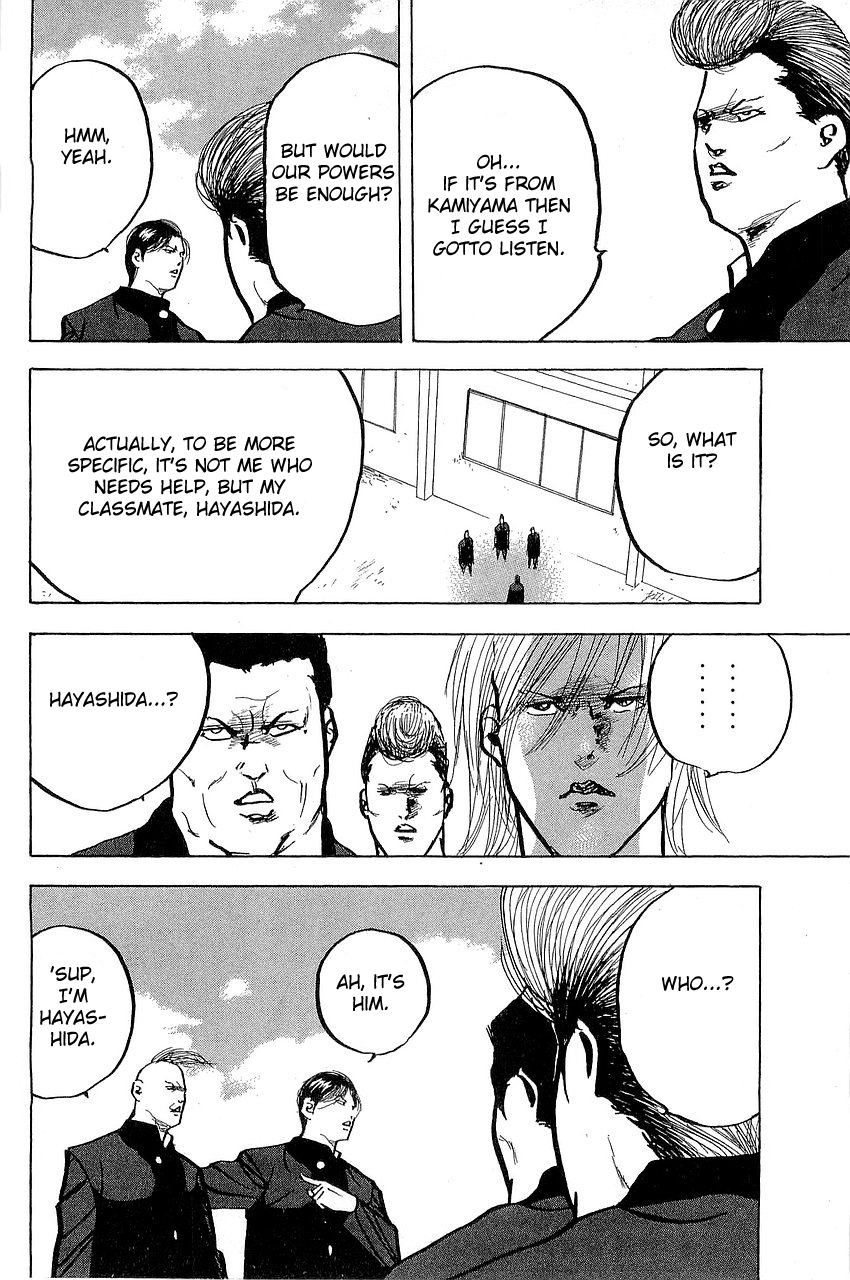 OH...
IF IT'S FROM
KAMIYAMA THEN
I GUESS I
GOTTO LISTEN.
BUT WOULD
OUR POWERS
BE ENOUGH?
HMM,
YEAH.
SO, WHAT
IS IT?
ACTUALLY, TO BE MORE
SPECIFIC, IT'S NOT ME WHO
NEEDS HELP, BUT MY
CLASSMATE, HAYASHIDA.
......
......
HAYASHIDA...?
WHO...?
AH, IT'S
HIM.
'SUP,
I'M
HAYAS-
HIDA.